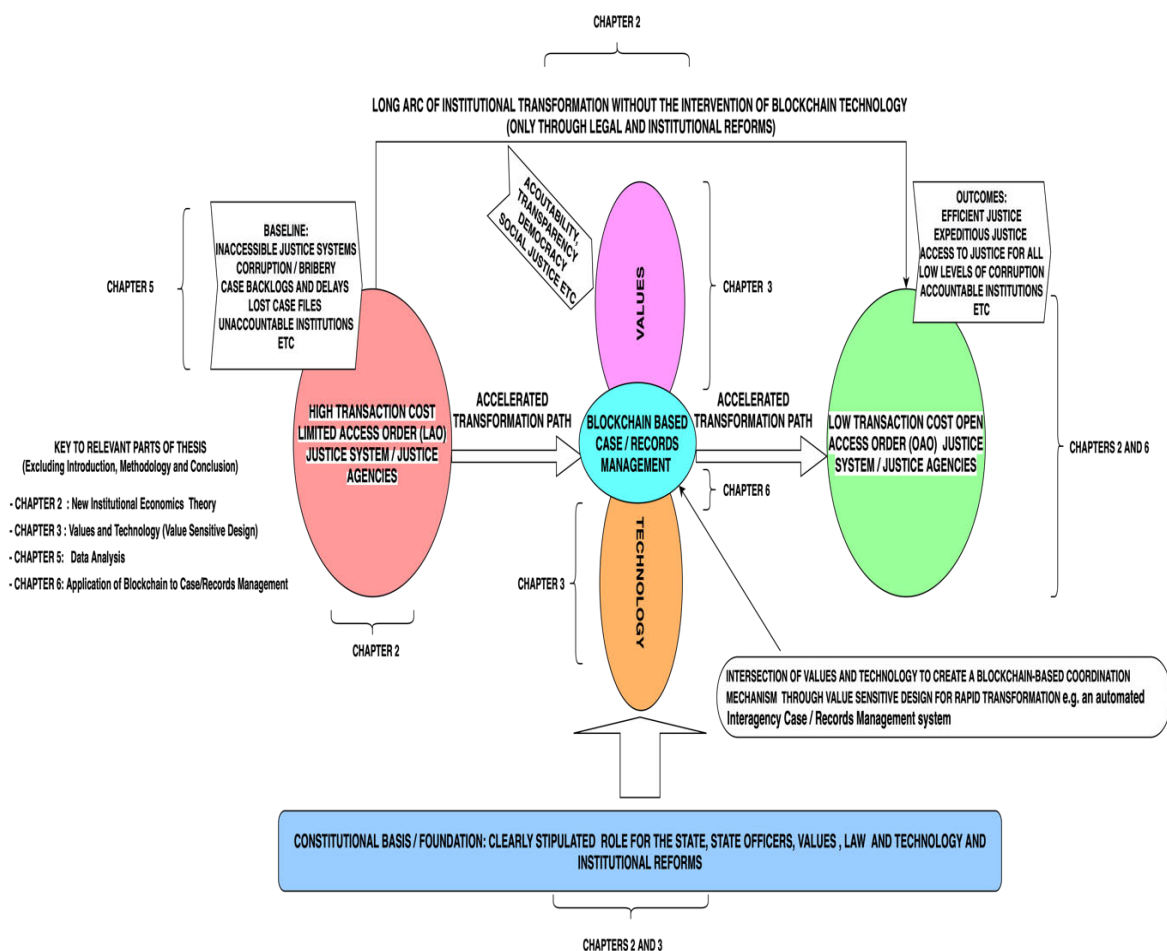 CHAPTER 2
LONG ARC OF INSTITUTIONAL TRANSFORMATION WITHOUT THE INTERVENTION OF BLOCKCHAIN TECHNOLOGY
(ONLY THROUGH LEGAL AND INSTITUTIONAL REFORMS)
ACOUTABILITY,
TRANSPARENCY
DEMOCRACY
SOCIAL JUSTICE ETC
OUTCOMES:
EFFICIENT JUSTICE
EXPEDITIOUS JUSTICE
ACCESS TO JUSTICE FOR ALL
LOW LEVELS OF CORRUPTION
ACCOUNTABLE INSTITUTIONS
ETC
BASELINE:
INACCESSIBLE JUSTICE SYSTEMS
CORRUPTION / BRIBERY
CASE BACKLOGS AND DELAYS
LOST CASE FILES
UNACCOUNTABLE INSTITUTIONS
ETC
CHAPTER 5
VALUES
CHAPTER 3
HIGH TRANSACTION COST
LIMITED ACCESS ORDER (LAO)
JUSTICE SYSTEM / JUSTICE
AGENCIES
ACCELERATED
TRANSFORMATION PATH
BLOCKCHAIN BASED
CASE / RECORDS
MANAGEMENT
ACCELERATED
TRANSFORMATION PATH
LOW TRANSACTION COST OPEN
ACCESS ORDER (OAO) JUSTICE
SYSTEM / JUSTICE AGENCIES
CHAPTERS 2 AND 6
KEY TO RELEVANT PARTS OF THESIS
(Excluding Introduction, Methodology and Conclusion)
- CHAPTER 2 : New Institutional Economics Theory
- CHAPTER 3 : Values and Technology (Value Sensitive Design)
- CHAPTER 5: Data Analysis
- CHAPTER 6: Application of Blockchain to Case/Records Management
CHAPTER 6
TECHNOLOGY
CHAPTER 3
CHAPTER 2
INTERSECTION OF VALUES AND TECHNOLOGY TO CREATE A BLOCKCHAIN-BASED COORDINATION
MECHANISM THROUGH VALUE SENSITIVE DESIGN FOR RAPID TRANSFORMATION e.g. an automated
Interagency Case / Records Management system
CONSTITUTIONAL BASIS / FOUNDATION: CLEARLY STIPULATED ROLE FOR THE STATE, STATE OFFICERS, VALUES , LAW AND TECHNOLOGY AND
INSTITUTIONAL REFORMS
CHAPTERS 2 AND 3